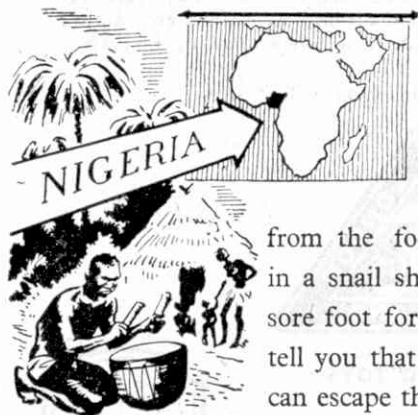 NIGERIA
from the fo
in a snail sh
sore foot for
tell you that
can escape th